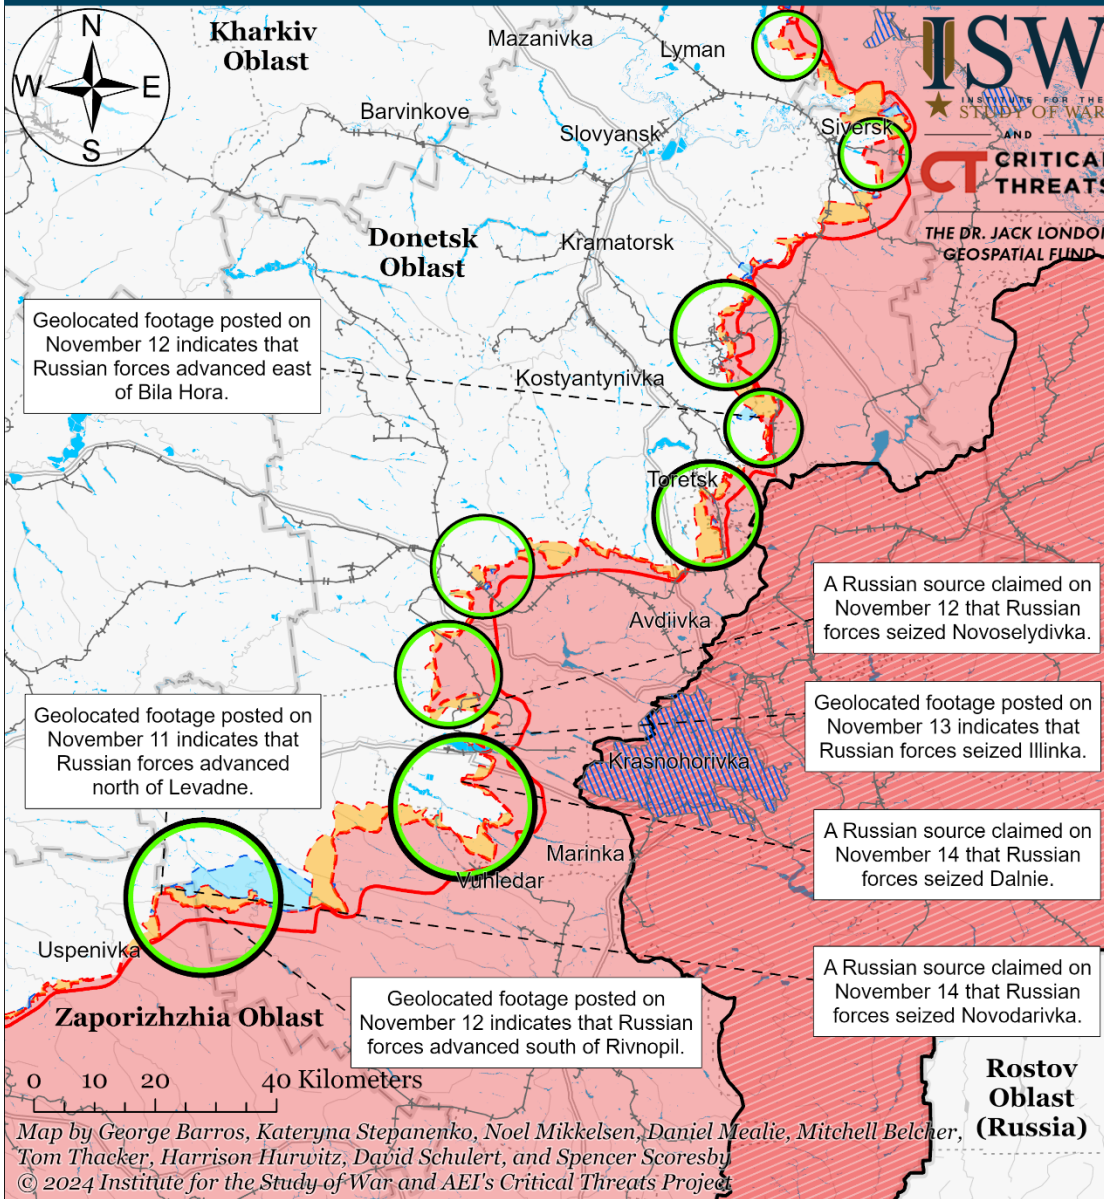 N
W E
S
Kharkiv
Oblast
Mazanivka
Lyman
ISW
INSTITUTE FOR THE
STUDY OF WAR
AND
CT CRITICAL
THREATS
THE DR. JACK LONDON
GEOSPATIAL FUND
Barvinkove
Slovyansk
Siversk
Donetsk
Oblast
Kramatorsk
Geolocated footage posted on
November 12 indicates that
Russian forces advanced east
of Bila Hora.
Kostyantynivka
Toretsk
Avdiivka
A Russian source claimed on
November 12 that Russian
forces seized Novoselydivka.
Geolocated footage posted on
November 13 indicates that
Russian forces seized Illinka.
Geolocated footage posted on
November 11 indicates that
Russian forces advanced
north of Levadne.
Krasnohorivka
A Russian source claimed on
November 14 that Russian
forces seized Dalnie.
Marinka
Vuhledar
Uspenivka
A Russian source claimed on
November 14 that Russian
forces seized Novodarivka.
Geolocated footage posted on
November 12 indicates that Russian
forces advanced south of Rivnopil.
Zaporizhzhia Oblast
0 10 20 40 Kilometers
Rostov
Oblast
(Russia)
Map by George Barros, Kateryna Stepanenko, Noel Mikkelsen, Daniel Mealie, Mitchell Belcher,
Tom Thacker, Harrison Hurwitz, David Schulert, and Spencer Scoresby
© 2024 Institute for the Study of War and AEI's Critical Threats Project